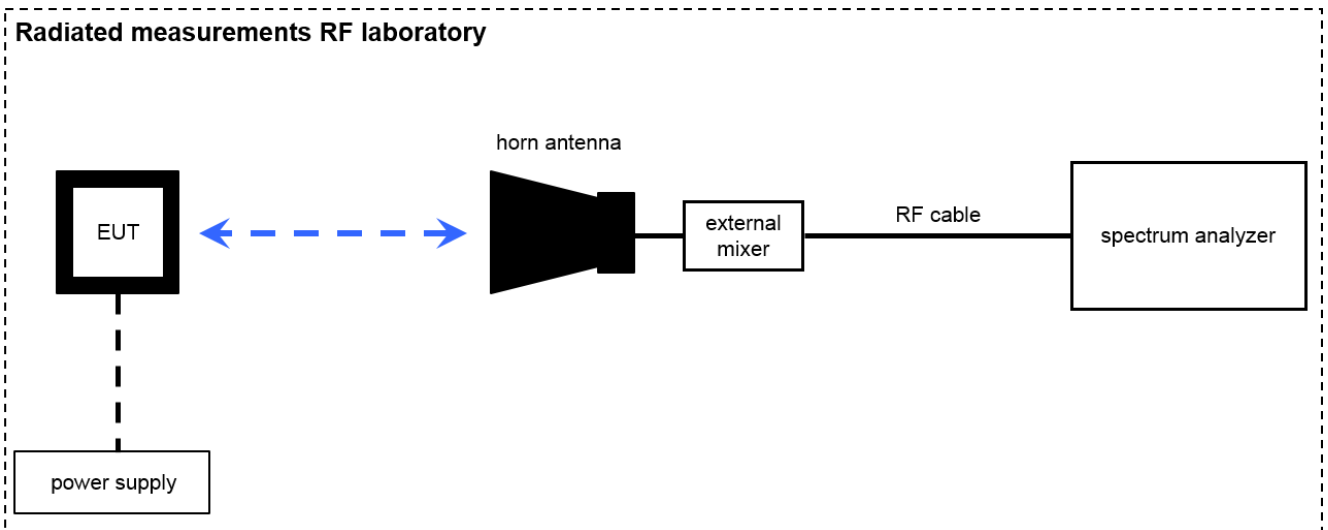 Radiated measurements RF laboratory
horn antenna
EUT
external
mixer
RF cable
spectrum analyzer
power supply